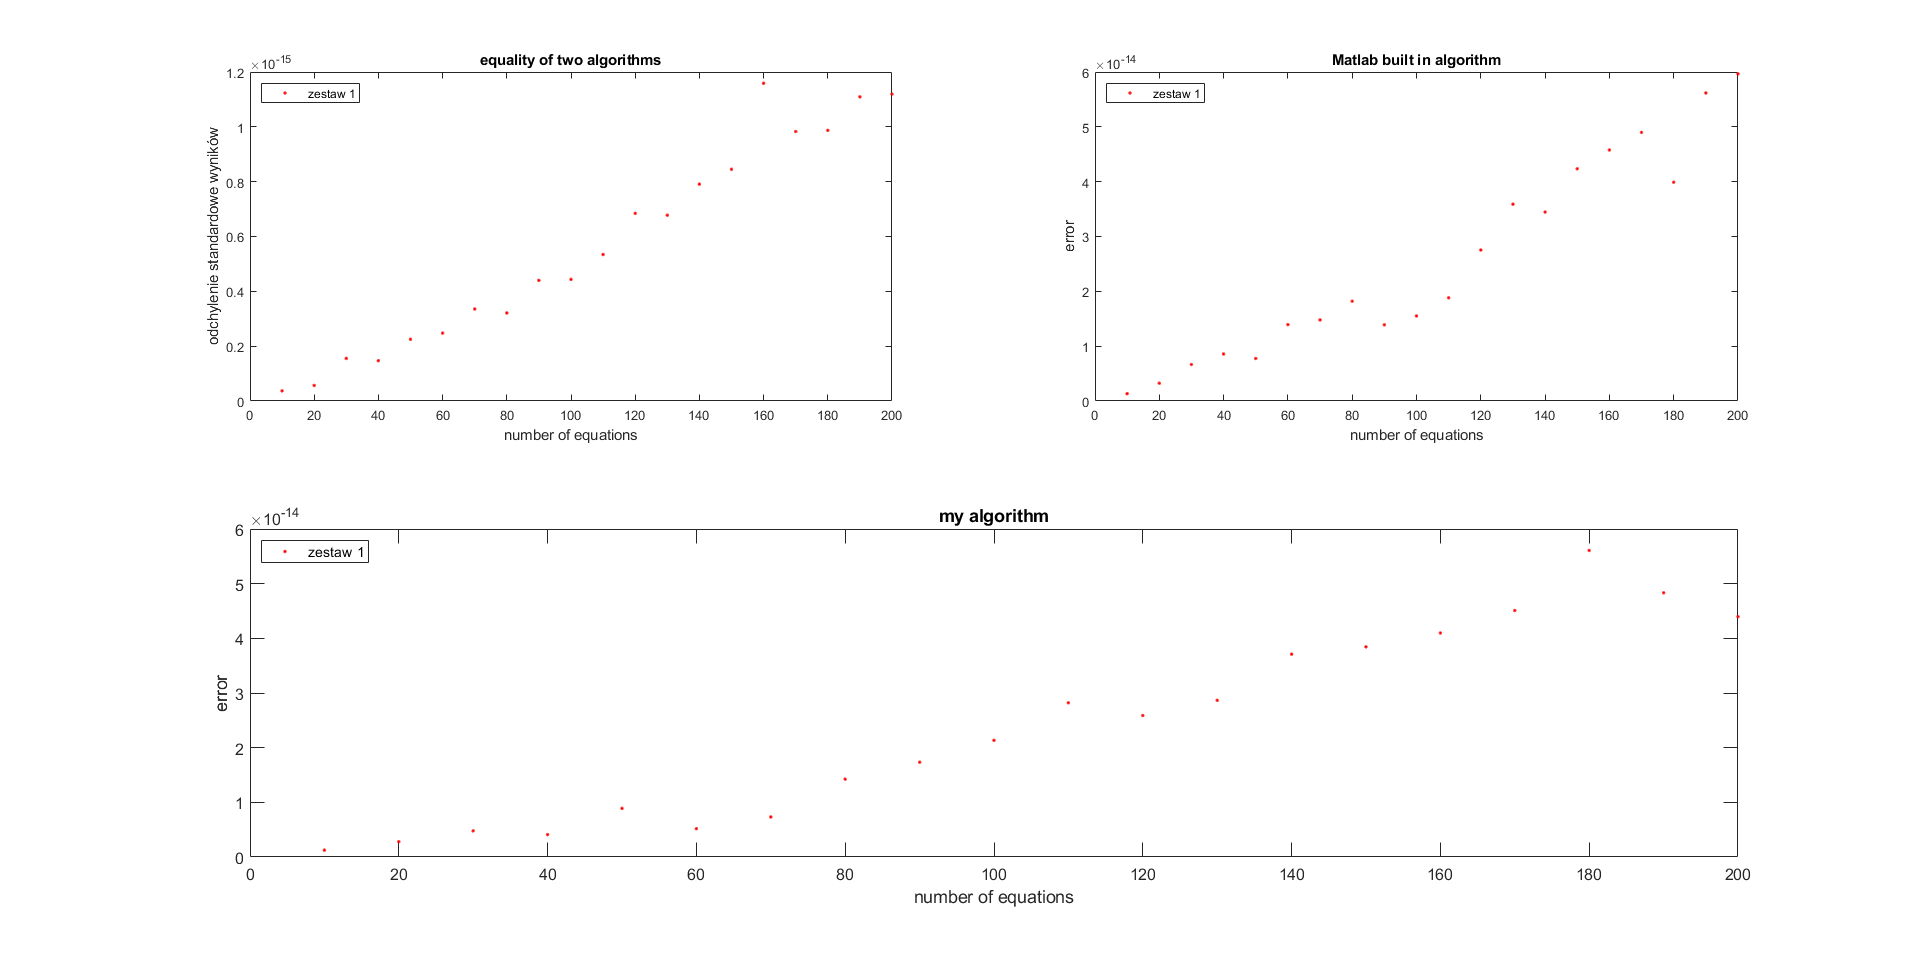 equality of two algorithms
×10-15
zestaw 1
odchylenie standardowe wyników
1.2
1
0.8
0.6
0.4
0.2
0
0 20 40 60 80 100 120 140 160 180 200
number of equations
Matlab built in algorithm
×10-14
zestaw 1
error
6
5
4
3
2
1
0
0 20 40 60 80 100 120 140 160 180 200
number of equations
my algorithm
×10-14
zestaw 1
error
6
5
4
3
2
1
0
0 20 40 60 80 100 120 140 160 180 200
number of equations